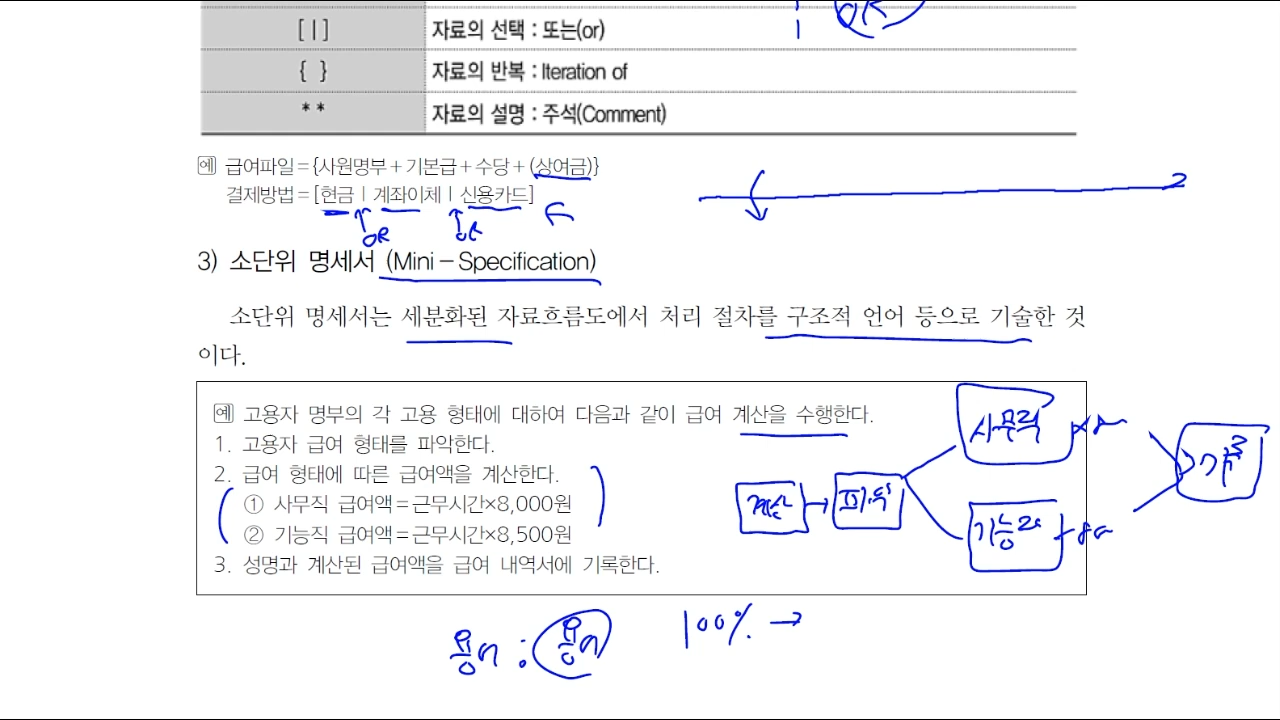 OR
[ | ] 자료의 선택 : 또는(or)
{ } 자료의 반복 : Iteration of
* * 자료의 설명 : 주석(Comment)
예 급여파일={사원명부+기본급+수당+(상여금)}
결제방법=[현금 | 계좌이체 | 신용카드]
OR OR
3) 소단위 명세서 (Mini-Specification)
소단위 명세서는 세분화된 자료흐름도에서 처리 절차를 구조적 언어 등으로 기술한 것
이다.
예 고용자 명부의 각 고용 형태에 대하여 다음과 같이 급여 계산을 수행한다.
1. 고용자 급여 형태를 파악한다.
2. 급여 형태에 따른 급여액을 계산한다.
① 사무직 급여액=근무시간×8,000원
② 기능직 급여액=근무시간×8,500원
3. 성명과 계산된 급여액을 급여 내역서에 기록한다.
사무직
계산 파악 기록
기능직
용어 : 용어 100% →